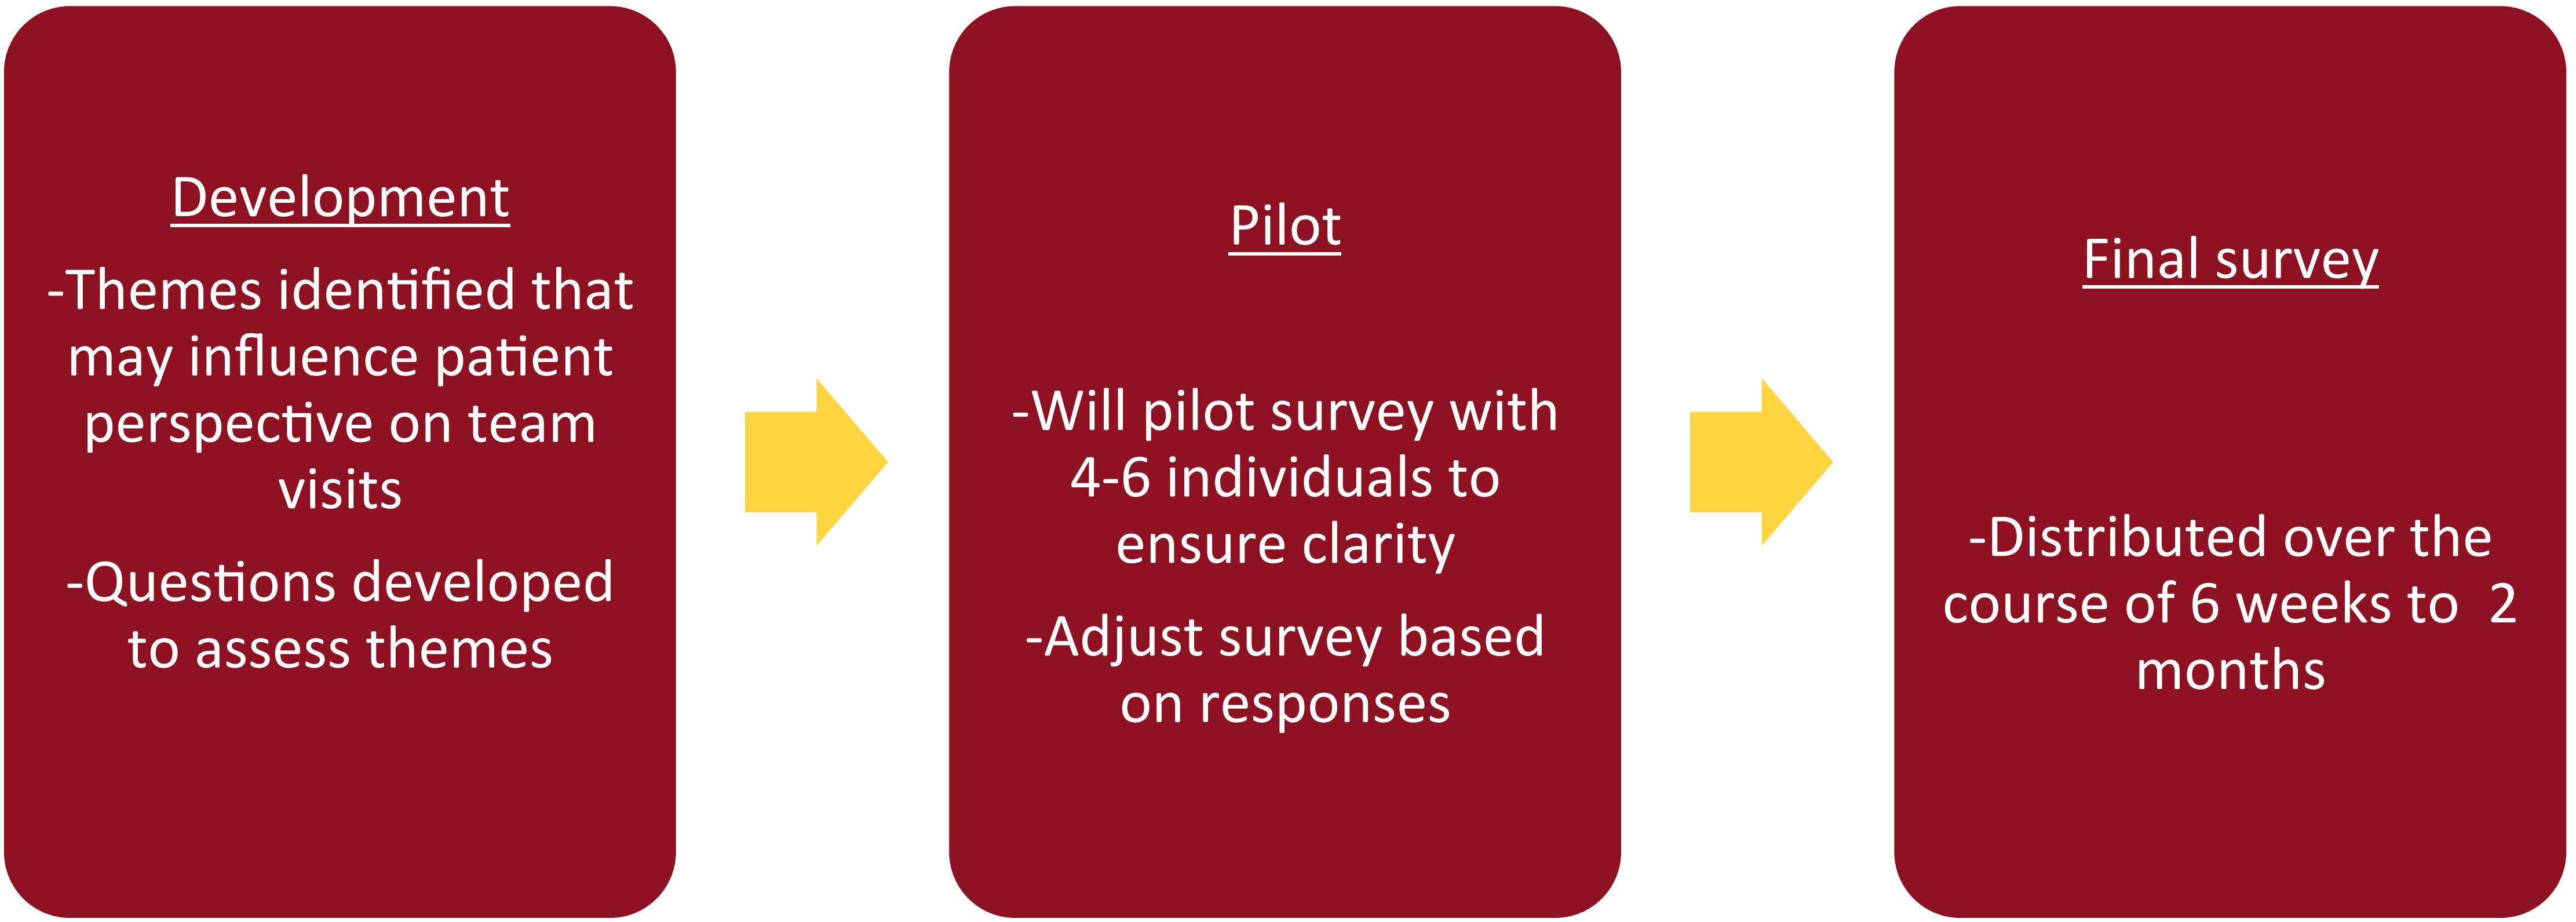 Development
-Themes identified that
may influence patient
perspective on team
visits
-Questions developed
to assess themes
Pilot
-Will pilot survey with
4-6 individuals to
ensure clarity
-Adjust survey based
on responses
Final survey
-Distributed over the
course of 6 weeks to  2
months